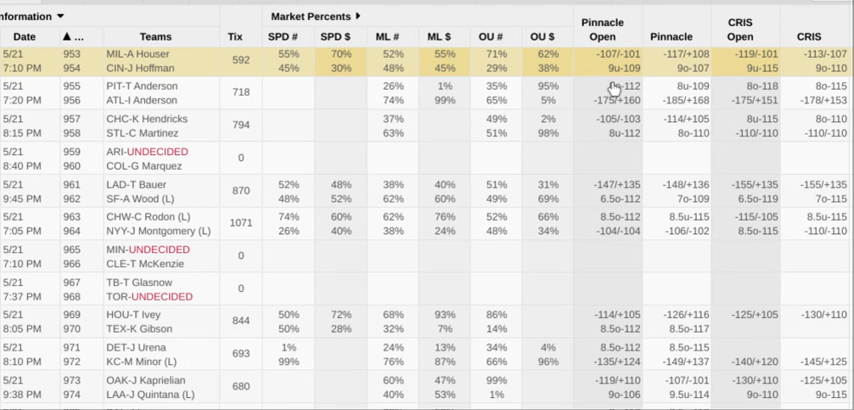 nformation Market Percents Pinnacle Open Pinnacle CRIS Open CRIS
Date ▲ ... Teams Tix SPD # SPD $ ML # ML $ OU # OU $
5/21 953 MIL-A Houser 592 55% 70% 52% 55% 71% 62% -107/-101 -117/+108 -119/-101 -113/-107
7:10 PM 954 CIN-J Hoffman 45% 30% 48% 45% 29% 38% 9u-109 9o-107 9u-115 9o-110
5/21 955 PIT-T Anderson 718 26% 1% 35% 95% -112 8u-109 8o-118 8o-115
7:20 PM 956 ATL-I Anderson 74% 99% 65% 5% -175/+160 -185/+168 -175/+151 -178/+153
5/21 957 CHC-K Hendricks 794 37% 49% 2% -105/-103 -114/+105 8u-115 8o-110
8:15 PM 958 STL-C Martinez 63% 51% 98% 8u-112 8o-110 -110/-110 -110/-110
5/21 959 ARI-UNDECIDED 0
8:40 PM 960 COL-G Marquez
5/21 961 LAD-T Bauer 870 52% 48% 38% 40% 51% 31% -147/+135 -148/+136 -155/+135 -155/+135
9:45 PM 962 SF-A Wood (L) 48% 52% 62% 60% 49% 69% 6.5o-112 7o-109 6.5o-119 7o-115
5/21 963 CHW-C Rodon (L) 1071 74% 60% 62% 76% 52% 66% 8.5o-112 8.5u-115 -115/-105 8.5u-115
7:05 PM 964 NYY-J Montgomery (L) 26% 40% 38% 24% 48% 34% -104/-104 -106/-102 8.5o-115 -110/-110
5/21 965 MIN-UNDECIDED 0
7:10 PM 966 CLE-T McKenzie
5/21 967 TB-T Glasnow 0
7:37 PM 968 TOR-UNDECIDED
5/21 969 HOU-T Ivey 844 50% 72% 68% 93% 86% -114/+105 -126/+116 -125/+105 -130/+110
8:05 PM 970 TEX-K Gibson 50% 28% 32% 7% 14% 8.5o-112 8.5u-117
5/21 971 DET-J Urena 693 1% 24% 13% 34% 4% 8.5o-112 8.5o-115
8:10 PM 972 KC-M Minor (L) 99% 76% 87% 66% 96% -135/+124 -149/+137 -140/+120 -145/+125
5/21 973 OAK-J Kaprielian 680 60% 47% 99% -119/+110 -107/-101 -130/+110 -125/+105
9:38 PM 974 LAA-J Quintana (L) 40% 53% 1% 9o-106 9.5u-114 9o-110 9o-115